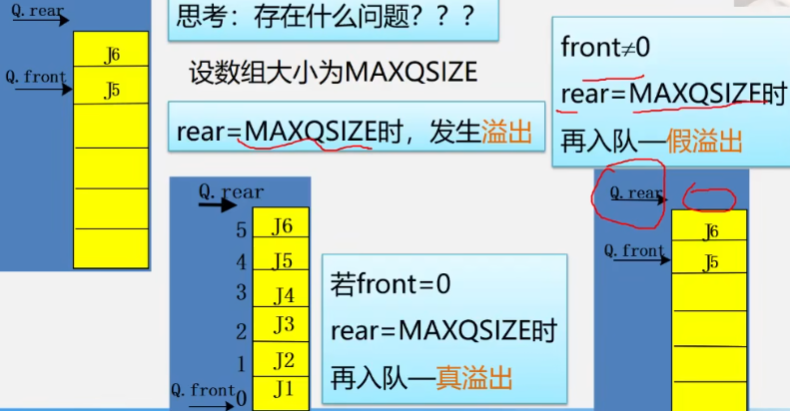 Q.rear
J6
Q.front
J5
思考：存在什么问题？？？
设数组大小为MAXQSIZE
rear=MAXQSIZE时，发生溢出
front≠0
rear=MAXQSIZE时
再入队—假溢出
Q.rear
5 J6
4 J5
3 J4
2 J3
1 J2
Q.front 0 J1
若front=0
rear=MAXQSIZE时
再入队—真溢出
Q.rear
J6
Q.front
J5